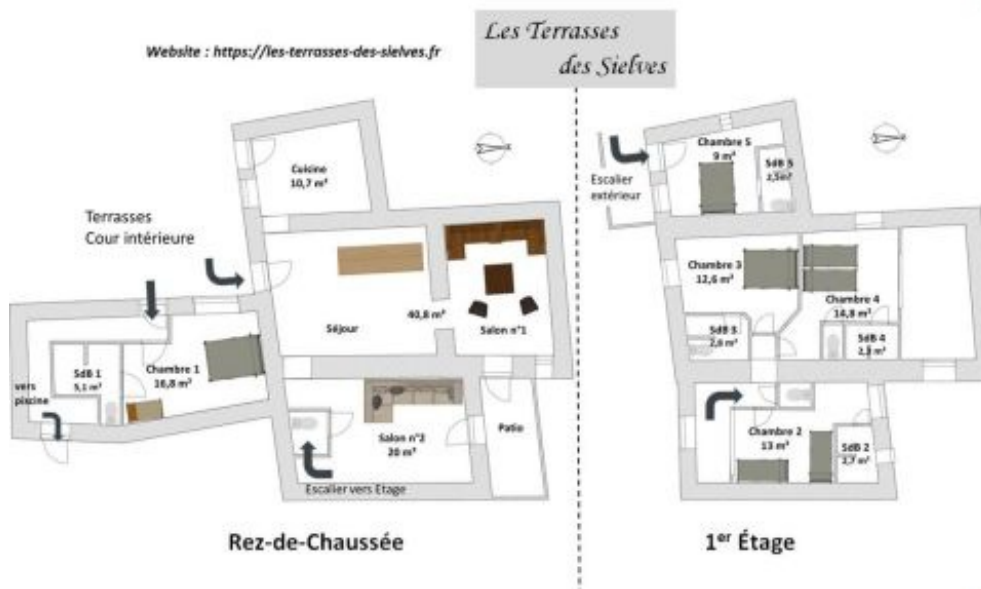 Website : https://les-terrasses-des-sielves.fr
Les Terrasses
des Sielves
Cuisine
10,7 m²
Terrasses
Cour intérieure
Séjour
40,8 m²
Salon n°1
SdB 1
5,1 m²
Chambre 1
16,8 m²
vers
piscine
Salon n°2
20 m²
Patio
Escalier vers Etage
Rez-de-Chaussée
Chambre 5
9 m²
SdB 5
2,5m²
Escalier
extérieur
Chambre 3
12,6 m²
Chambre 4
14,8 m²
SdB 3
2,6 m²
SdB 4
m²
Chambre 2
13 m²
SdB 2
2,7 m²
1er Étage